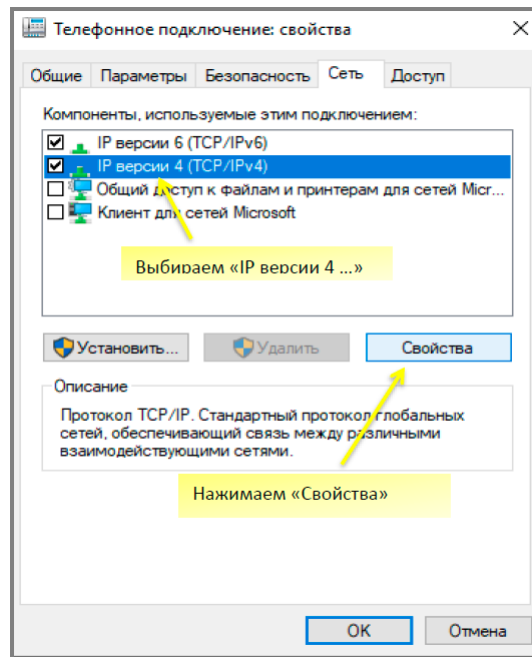 Телефонное подключение: свойства
Общие Параметры Безопасность Сеть Доступ
Компоненты, используемые этим подключением:
IP версии 6 (TCP/IPv6)
IP версии 4 (TCP/IPv4)
Общий доступ к файлам и принтерам для сетей Micr...
Клиент для сетей Microsoft
Выбираем «IP версии 4 ...»
Установить... Удалить Свойства
Описание
Протокол TCP/IP. Стандартный протокол глобальных
сетей, обеспечивающий связь между различными
взаимодействующими сетями.
Нажимаем «Свойства»
OK Отмена